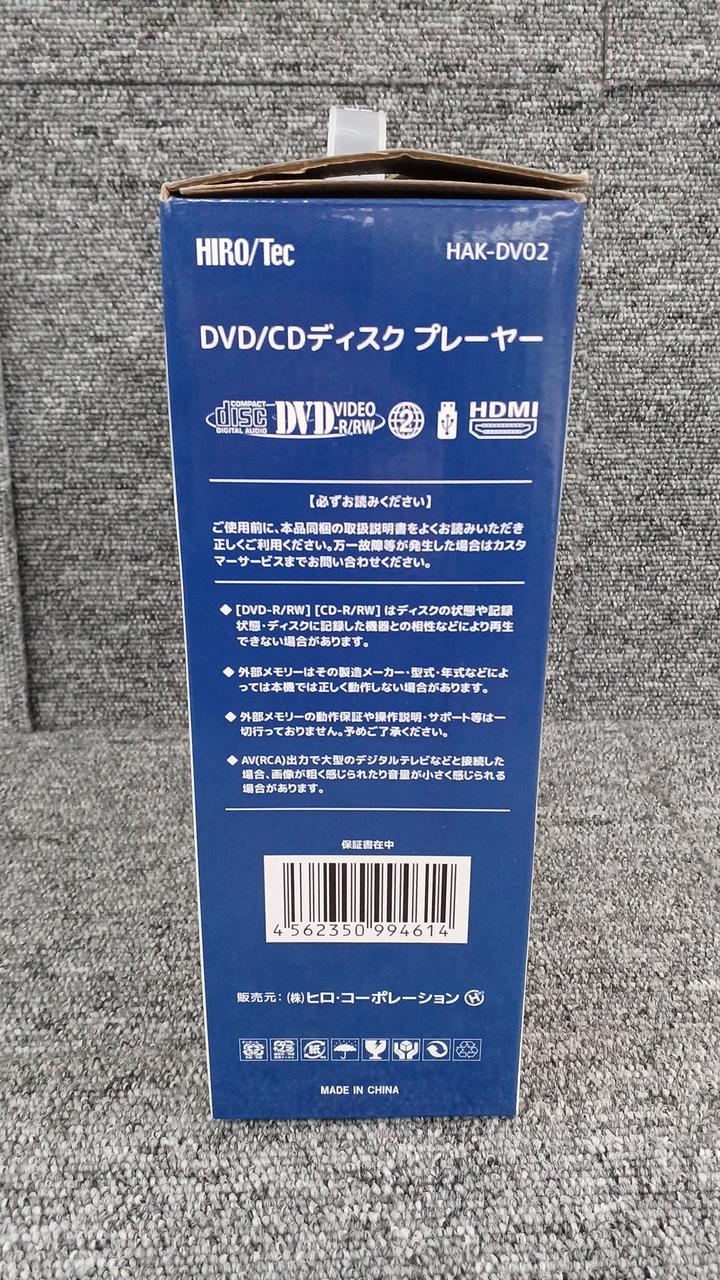 HIRO/Tec HAK-DV02
DVD/CDディスク プレーヤー
COMPACT disc DIGITAL AUDIO DVD VIDEO -R/RW 2 HDMI
【必ずお読みください】
ご使用前に、本品同梱の取扱説明書をよくお読みいただき
正しくご利用ください。万一故障等が発生した場合はカスタ
マーサービスまでお問い合わせください。
◆ [DVD-R/RW] [CD-R/RW] はディスクの状態や記録
状態・ディスクに記録した機器との相性などにより再生
できない場合があります。
◆ 外部メモリーはその製造メーカー・型式・年式などによ
っては本機では正しく動作しない場合があります。
◆ 外部メモリーの動作保証や操作説明・サポート等は一
切行っておりません。予めご了承ください。
◆ AV(RCA)出力で大型のデジタルテレビなどと接続した
場合、画像が粗く感じられたり音量が小さく感じられる
場合があります。
保証書在中
4 562350 994614
販売元：(株)ヒロ・コーポレーション H
紙
MADE IN CHINA